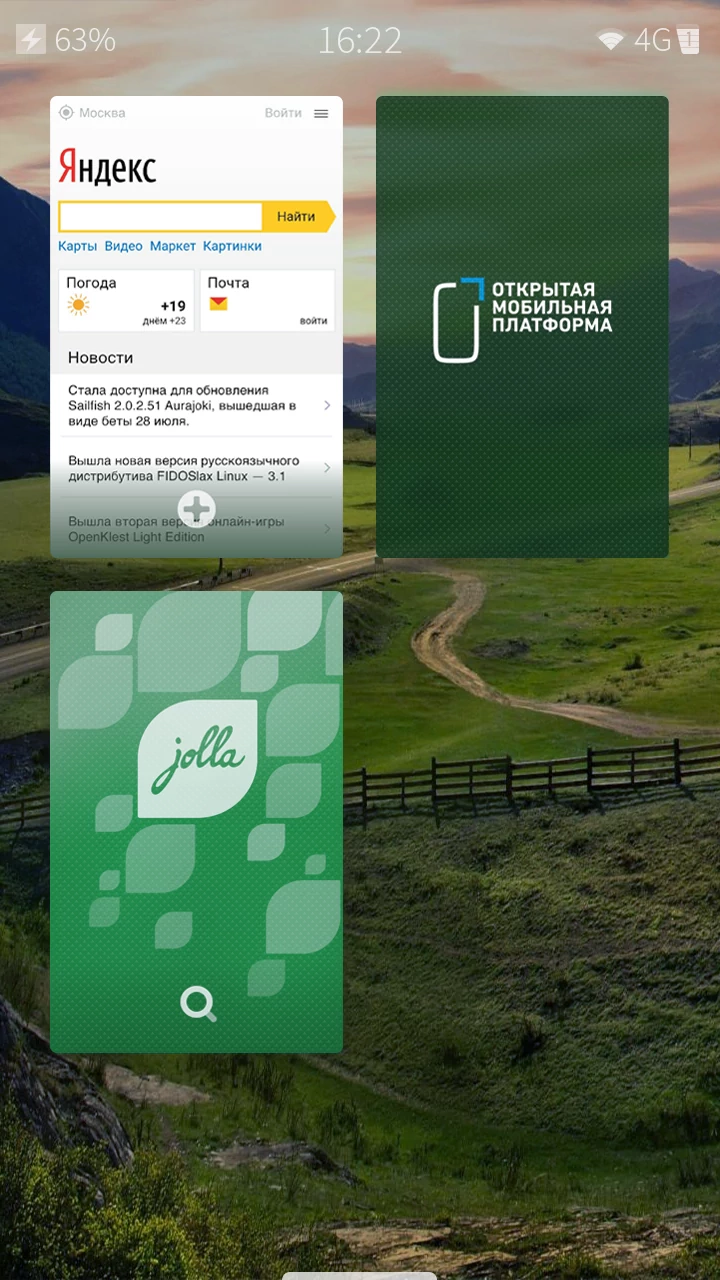 63%
16:22
4G
1
Москва
Войти
Яндекс
Найти
Карты Видео Маркет Картинки
Погода
+19
днём +23
Почта
войти
Новости
Стала доступна для обновления
Sailfish 2.0.2.51 Aurajoki, вышедшая в
виде беты 28 июля.
Вышла новая версия русскоязычного
дистрибутива FIDOSlax Linux — 3.1
Вышла вторая версия онлайн-игры
OpenKlest Light Edition
ОТКРЫТАЯ
МОБИЛЬНАЯ
ПЛАТФОРМА
jolla